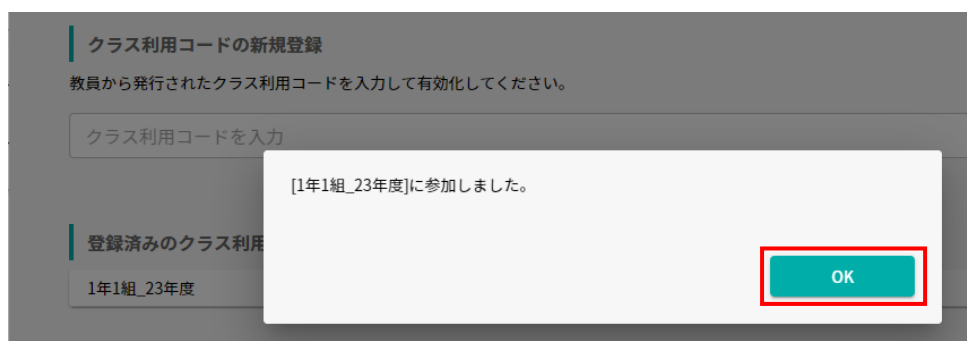 クラス利用コードの新規登録
教員から発行されたクラス利用コードを入力して有効化してください。
クラス利用コードを入力
[1年1組_23年度]に参加しました。
登録済みのクラス利用
1年1組_23年度
OK